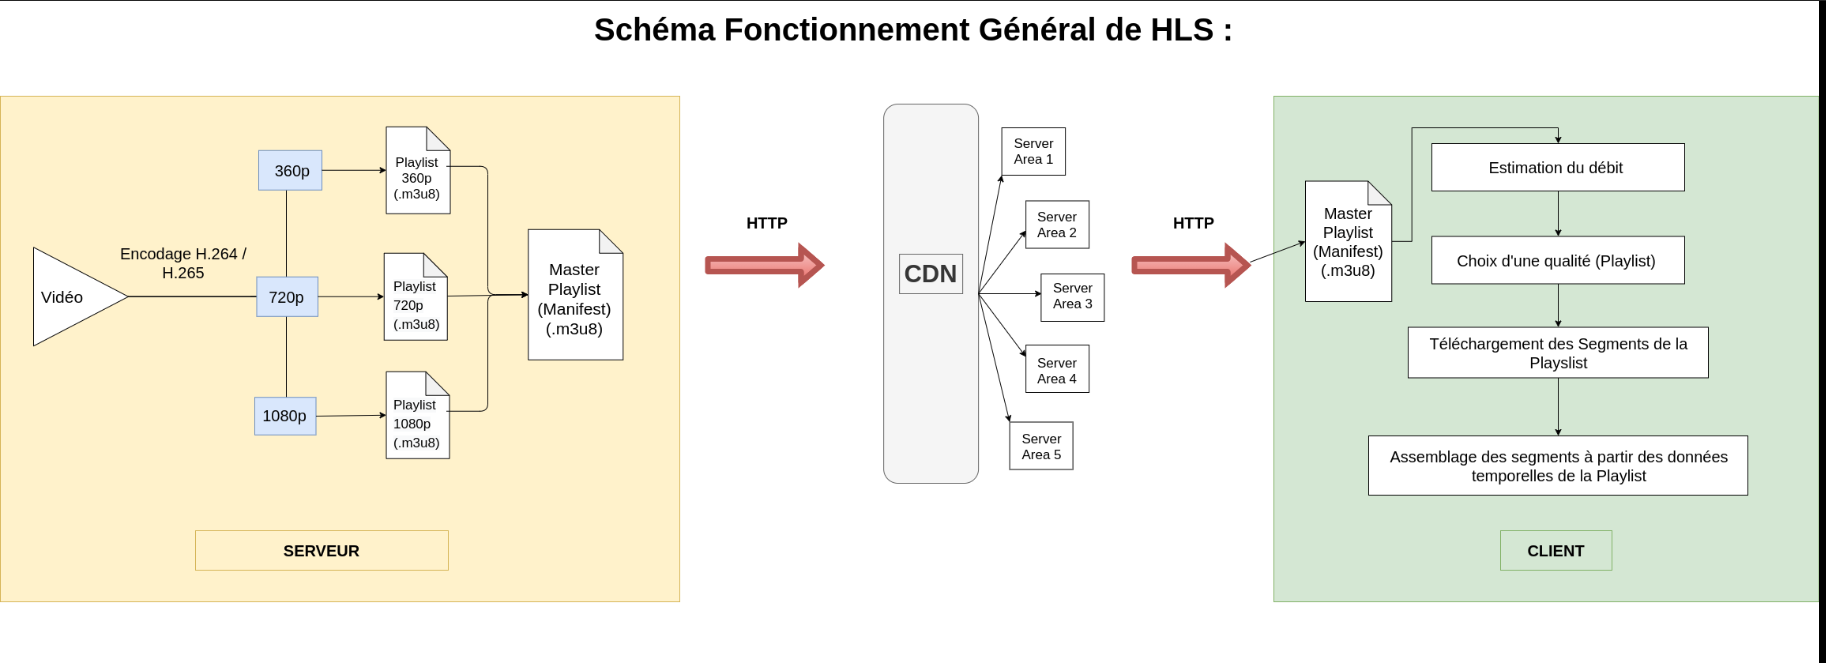 Schéma Fonctionnement Général de HLS :
Vidéo
Encodage H.264 /
H.265
360p
720p
1080p
Playlist
360p
(.m3u8)
Playlist
720p
(.m3u8)
Playlist
1080p
(.m3u8)
Master
Playlist
(Manifest)
(.m3u8)
SERVEUR
HTTP
CDN
Server
Area 1
Server
Area 2
Server
Area 3
Server
Area 4
Server
Area 5
HTTP
Master
Playlist
(Manifest)
(.m3u8)
Estimation du débit
Choix d'une qualité (Playlist)
Téléchargement des Segments de la
Playslist
Assemblage des segments à partir des données
temporelles de la Playlist
CLIENT